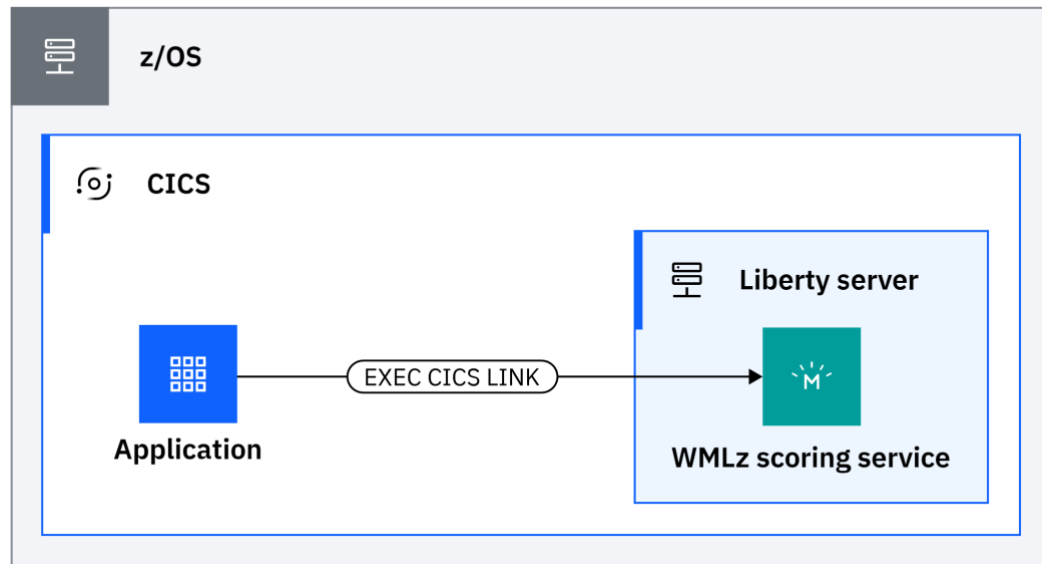 z/OS
CICS
Liberty server
EXEC CICS LINK
M
Application
WMLz scoring service